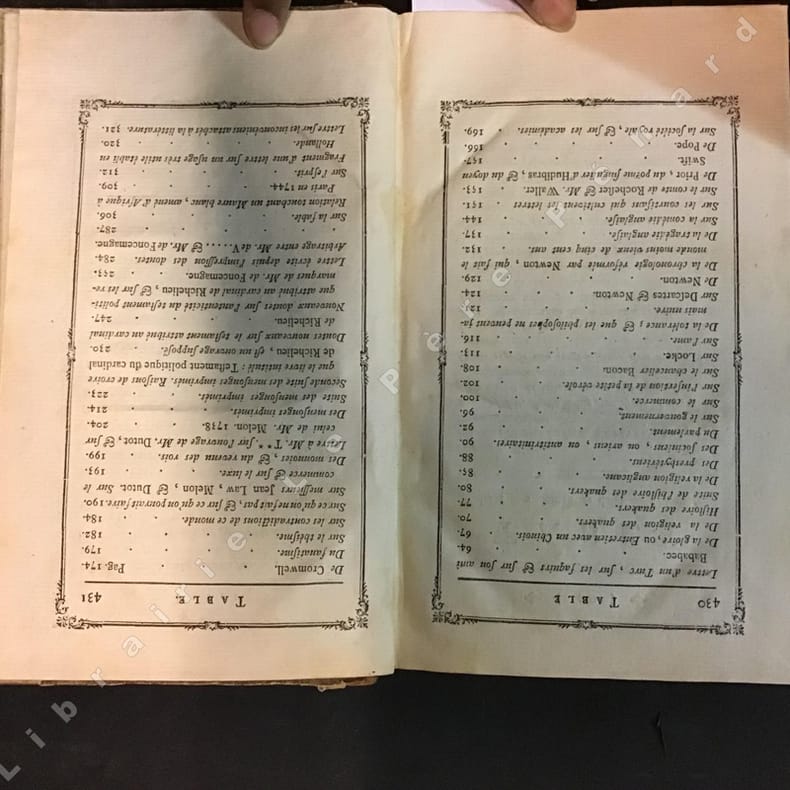 430 TABLE
Lettre d'un Turc, sur les faquirs & sur son ami
Bababec. 64
De la gloire, ou Entretien avec un Chinois. 67
De la religion des quakers. 70
Histoire des quakers. 77.
Suite de l'histoire des quakers. 80.
De la religion anglicane. 85.
Des presbytériens. 88
Des sociniens, ou ariens, ou antitrinitaires. 90
Du parlement. 92
Sur le gouvernement. 96
Sur le commerce. 100.
Sur l'insertion de la petite vérole. 102.
Sur le chancelier Bacon. 108
Sur Locke. 113
Sur l'ame. 116
De la tolérance, & que les philosophes ne peuvent ja-
mais nuire. 121
Sur Descartes & Newton. 124
De Newton. 129.
De la chronologie réformée par Newton, qui fait le
monde moins vieux de cinq cent ans. 132
De la tragédie anglaise. 137
Sur la comédie anglaise. 144
Sur les courtisans qui cultivent les lettres 151
Sur le comte de Rochester & Mr. Waller. 153.
De Prior, du poëme singulier d'Hudibras, & du doyen
Swift. 157.
De Pope. 166
Sur la société royale, & sur les académies. 169.
TABLE. 431
De Cromwell. Pag. 174.
Du fanatisme. 179.
Sur le théisme. 182.
Sur les contradictions de ce monde. 184
Sur ce qu'on ne fait pas, & sur ce qu'on pourrait faire. 190.
Sur messieurs Jean Law, Melon, & Dutot. Sur le
commerce & sur le luxe. 193.
Des monnoies, & du revenu des rois. 199
Lettre à Mr. T**. sur l'ouvrage de Mr. Dutot, & sur
celui de Mr. Melon. 1738. 204
Des mensonges imprimés. 214
Suite des mensonges imprimés. 223.
Seconde suite des mensonges imprimés. Raisons de croire
que le livre intitulé : Testament politique du cardinal
de Richelieu, est un ouvrage supposé. 230.
Doutes nouveaux sur le testament attribué au cardinal
de Richelieu. 247
Nouveaux doutes sur l'autenticité du testament politi-
que attribué au cardinal de Richelieu, & sur les re-
marques de Mr. de Foncemagne. 253.
Lettre écrite depuis l'impression des doutes. 284
Arbitrage entre Mr. de V..... & Mr. de Foncemagne.
287
Sur la fable. 306.
Relation touchant un Maure blanc, amené d'Afrique à
Paris en 1744. 309.
Sur l'esprit. 312
Fragment d'une lettre sur un usage très utile établi en
Hollande. 320.
Lettre sur les inconvéniens attachés à la littérature. 321.
Librairie Le Père Pénard